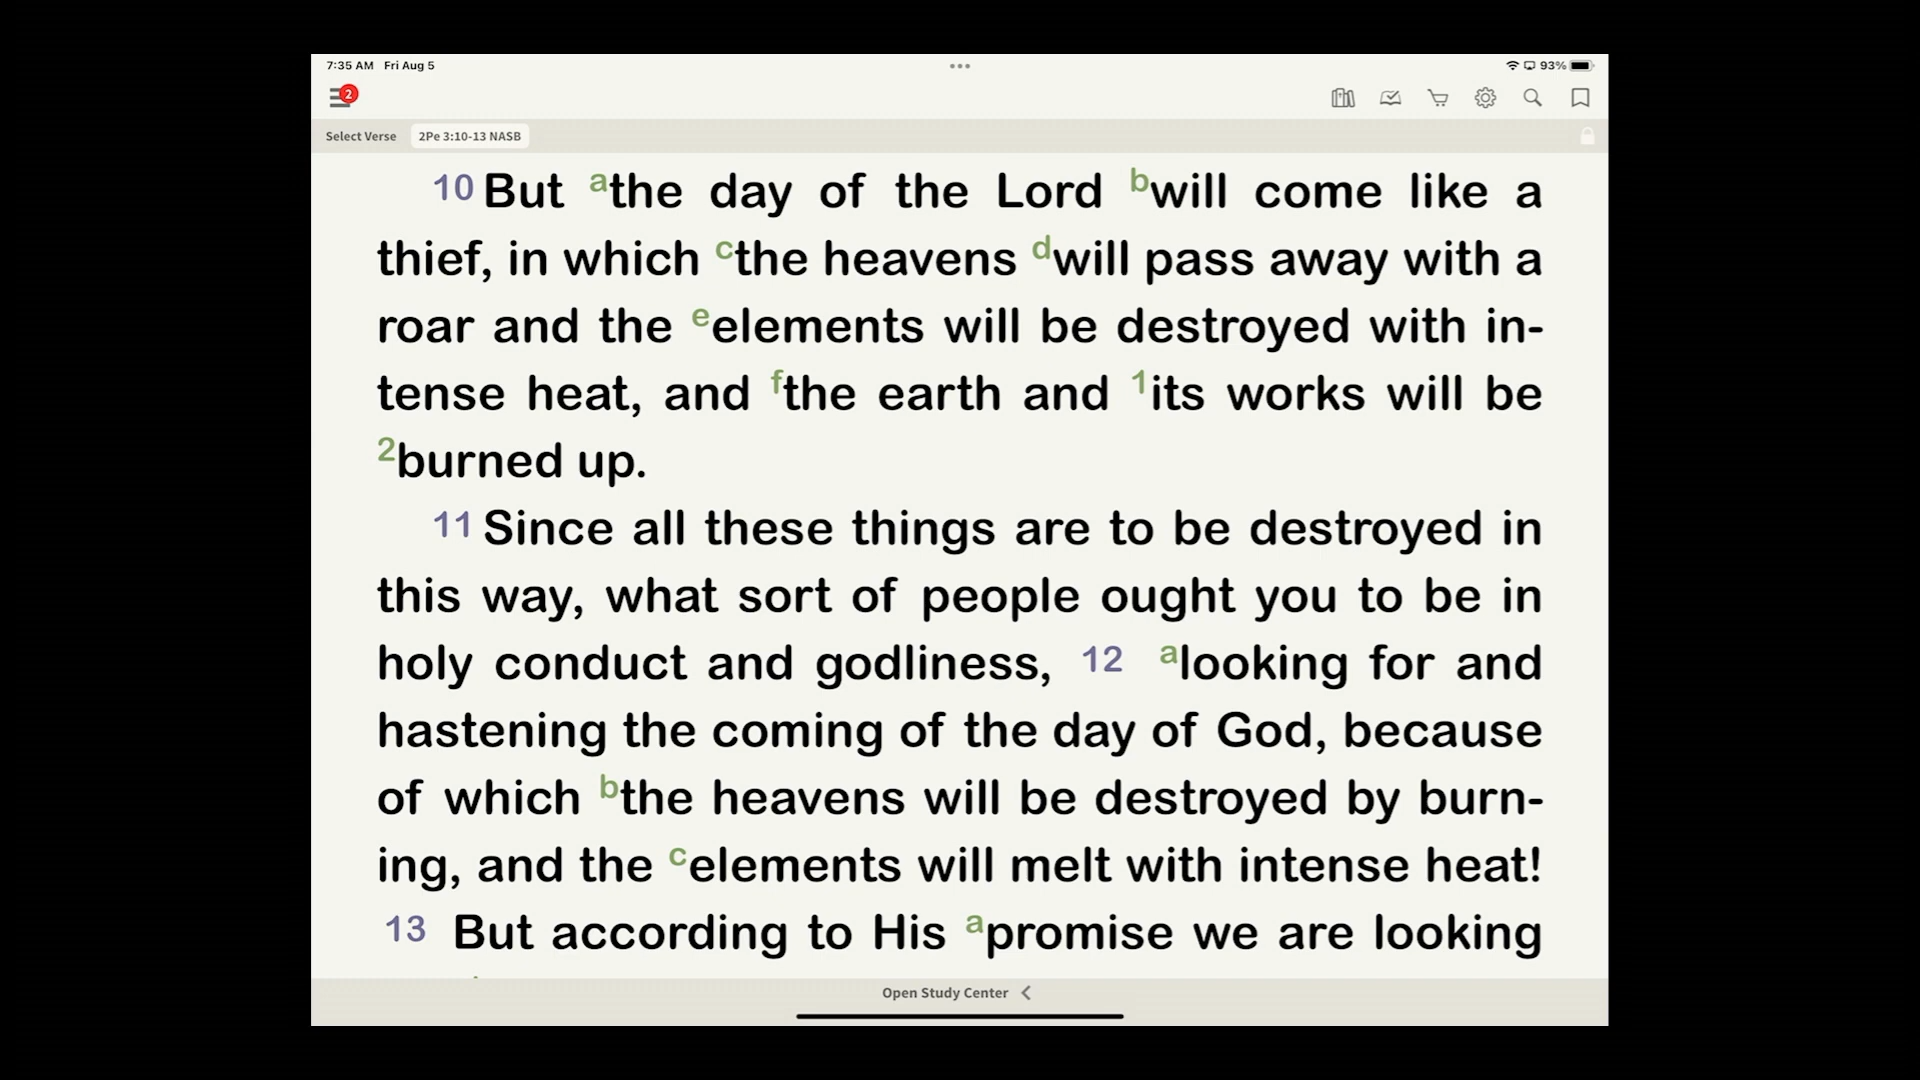 7:35 AM Fri Aug 5
93%
2
Select Verse 2Pe 3:10-13 NASB
10 But athe day of the Lord bwill come like a
thief, in which cthe heavens dwill pass away with a
roar and the eelements will be destroyed with in-
tense heat, and fthe earth and 1its works will be
2burned up.
11 Since all these things are to be destroyed in
this way, what sort of people ought you to be in
holy conduct and godliness, 12 alooking for and
hastening the coming of the day of God, because
of which bthe heavens will be destroyed by burn-
ing, and the celements will melt with intense heat!
13 But according to His apromise we are looking
Open Study Center